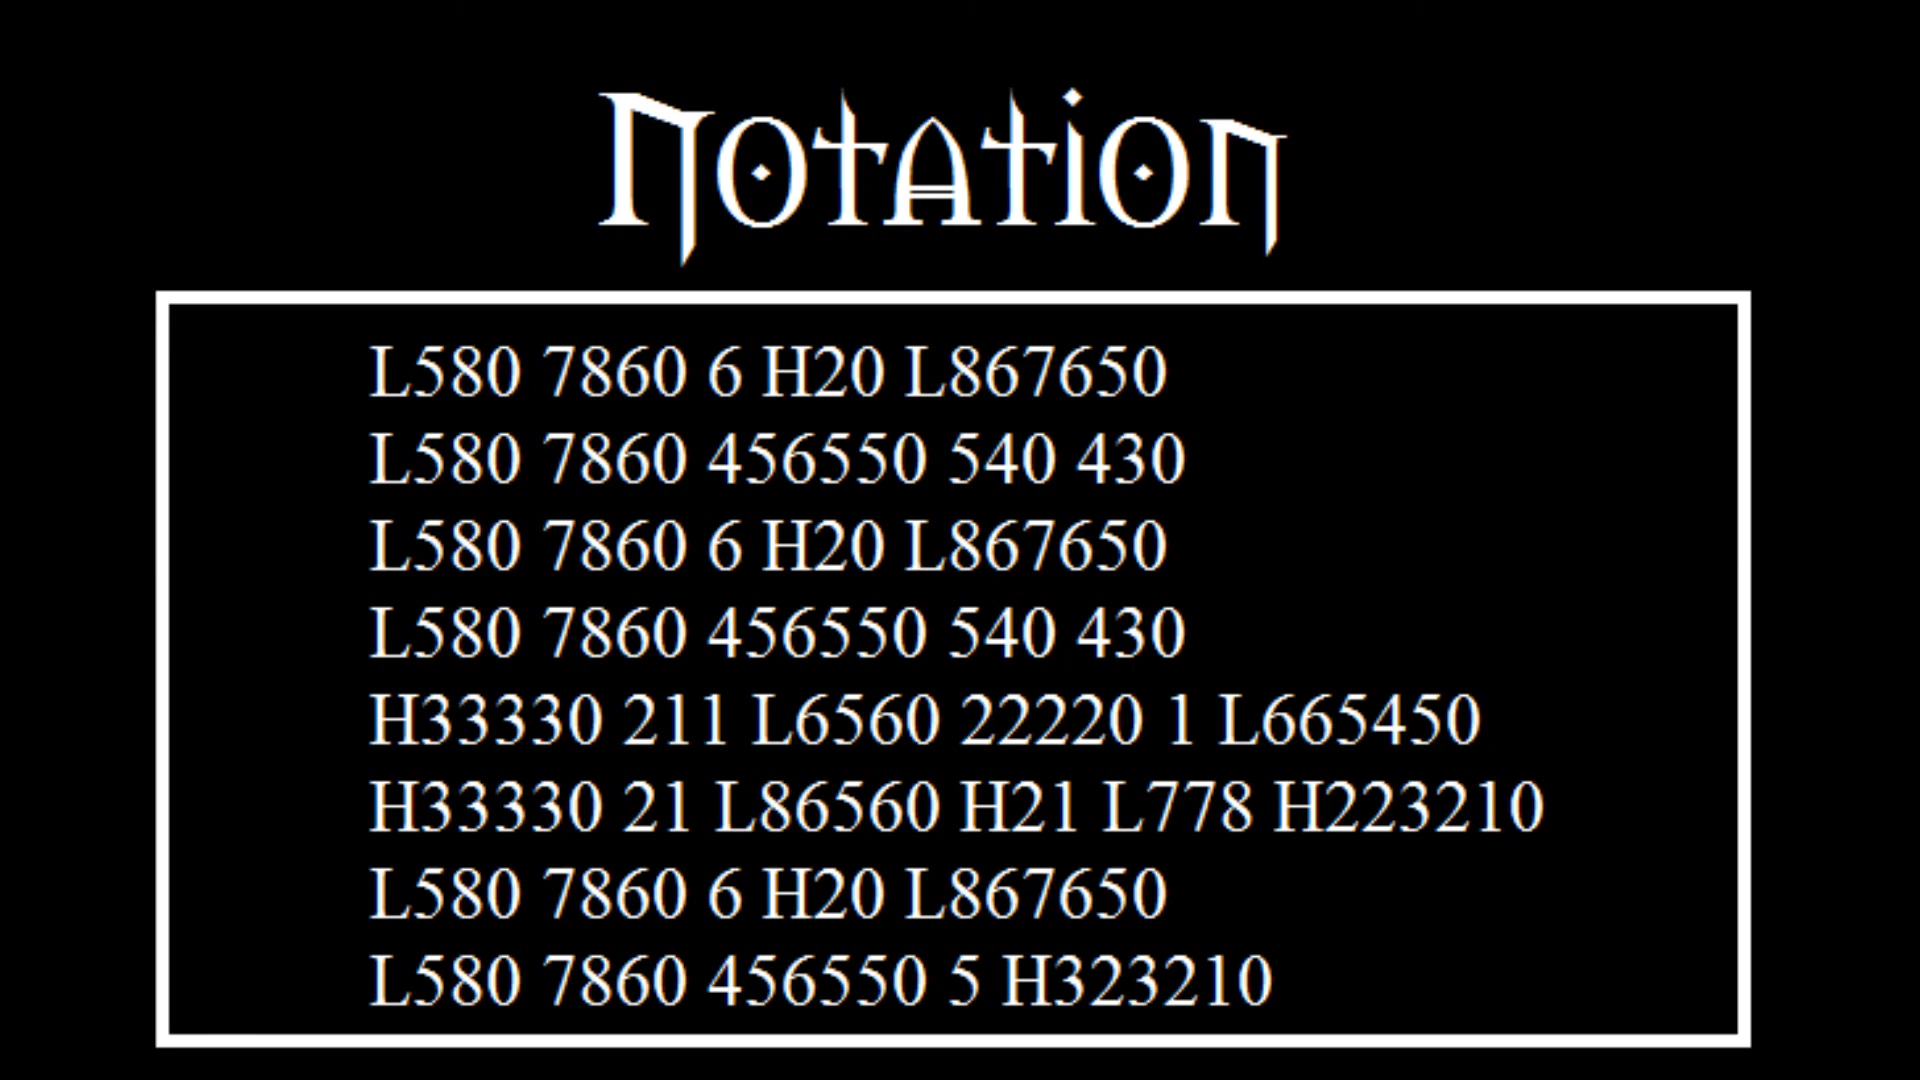 Notation
L580 7860 6 H20 L867650
L580 7860 456550 540 430
L580 7860 6 H20 L867650
L580 7860 456550 540 430
H33330 211 L6560 22220 1 L665450
H33330 21 L86560 H21 L778 H223210
L580 7860 6 H20 L867650
L580 7860 456550 5 H323210